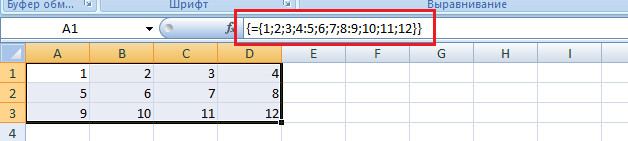 Буфер обм... Шрифт Выравнивание
A1 fx {={1;2;3;4:5;6;7;8:9;10;11;12}}
A B C D E F G H I
1 1 2 3 4
2 5 6 7 8
3 9 10 11 12
4